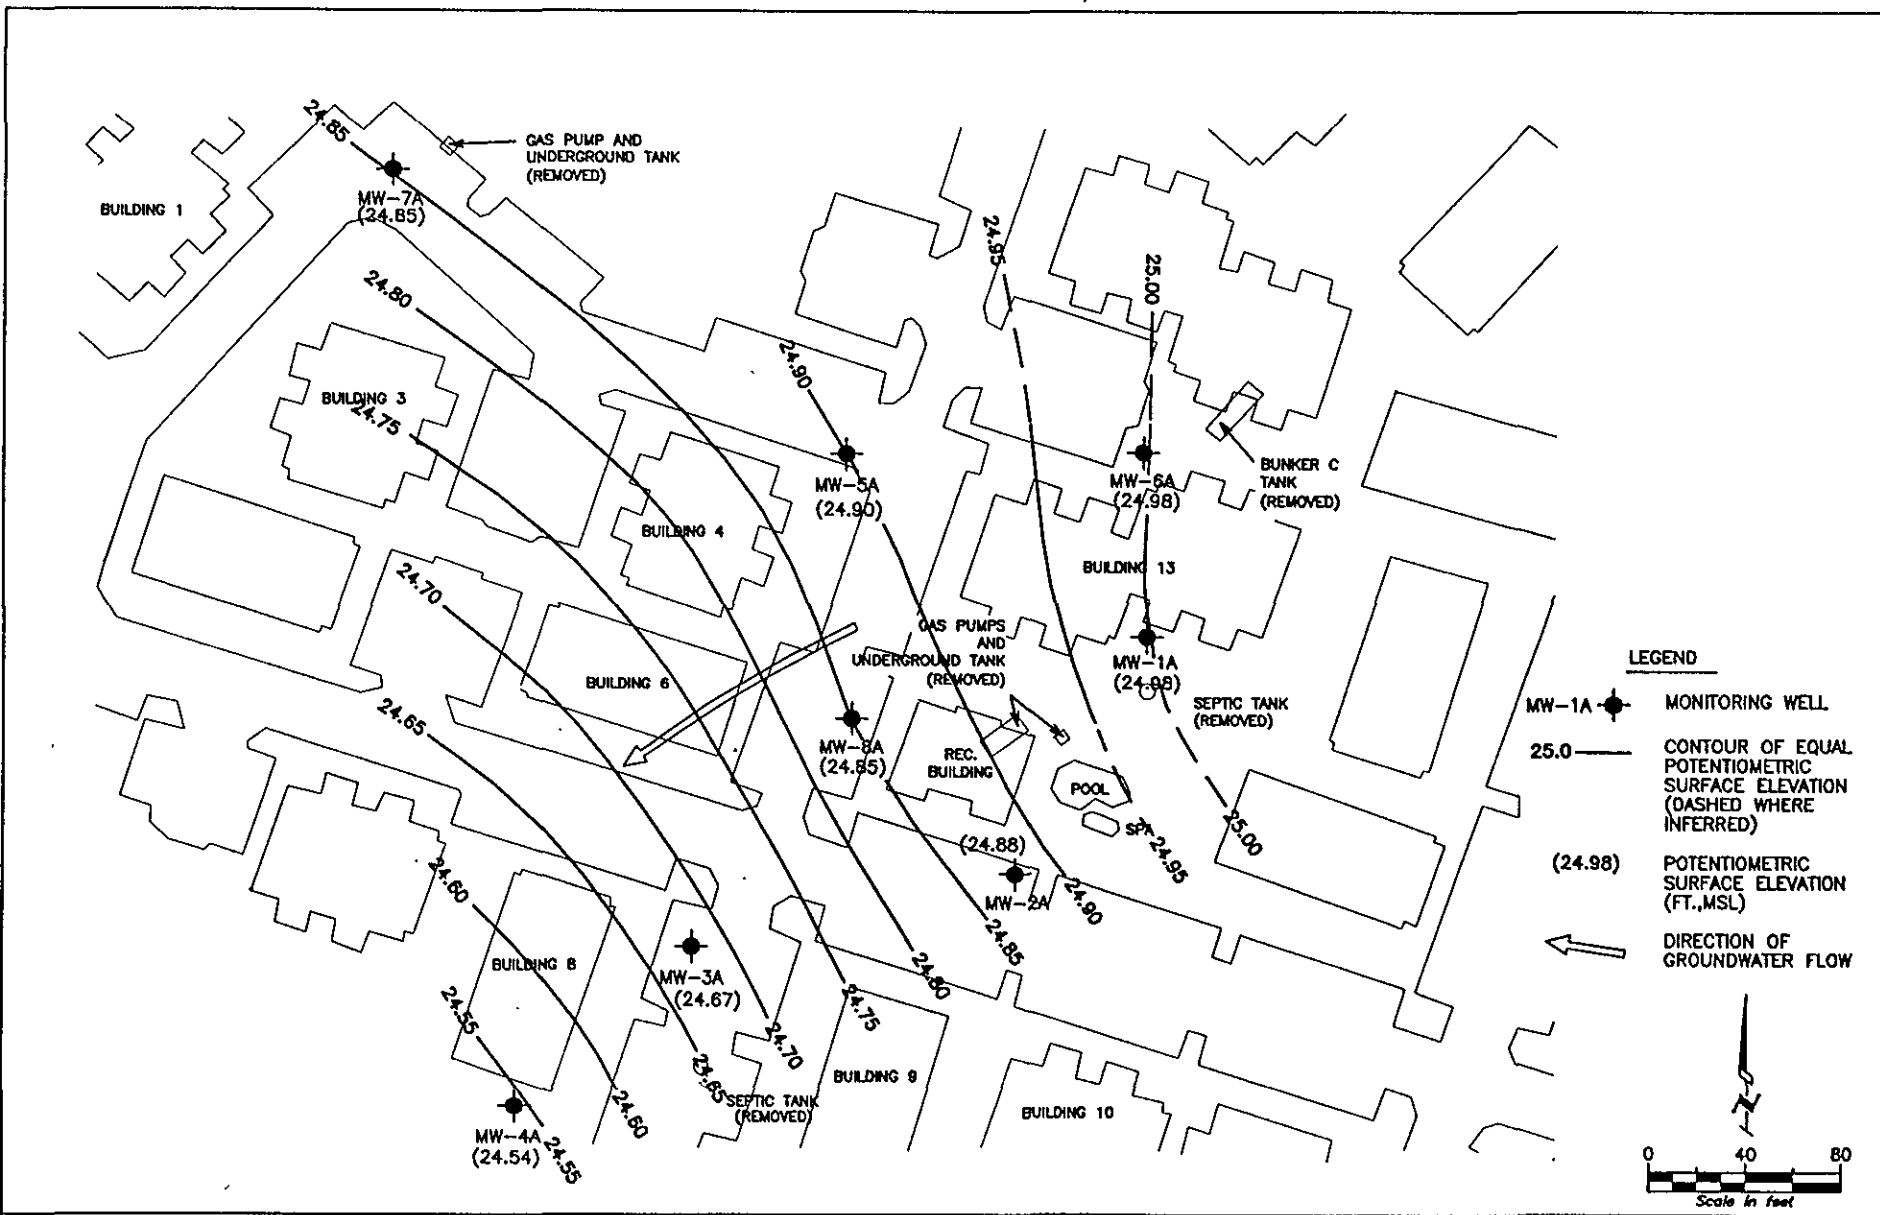 24.85
GAS PUMP AND
UNDERGROUND TANK
(REMOVED)
BUILDING 1
MW-7A
(24.85)
24.95
25.00
24.80
24.90
BUILDING 3
24.75
MW-5A
(24.90)
MW-6A
(24.98)
BUNKER C
TANK
(REMOVED)
BUILDING 4
BUILDING 13
24.70
GAS PUMPS
AND
UNDERGROUND TANK
(REMOVED)
MW-1A
(24.98)
SEPTIC TANK
(REMOVED)
BUILDING 6
24.65
MW-8A
(24.85)
REC.
BUILDING
POOL
SPA
25.00
24.95
(24.88)
MW-2A
24.90
24.85
24.60
24.80
BUILDING 8
MW-3A
(24.67)
24.75
24.55
24.70
24.65
SEPTIC TANK
(REMOVED)
BUILDING 9
BUILDING 10
24.60
MW-4A
(24.54)
24.55
LEGEND
MW-1A
MONITORING WELL
25.0
CONTOUR OF EQUAL
POTENTIOMETRIC
SURFACE ELEVATION
(DASHED WHERE
INFERRED)
(24.98)
POTENTIOMETRIC
SURFACE ELEVATION
(FT.,MSL)
DIRECTION OF
GROUNDWATER FLOW
N
0 40 80
Scale in feet